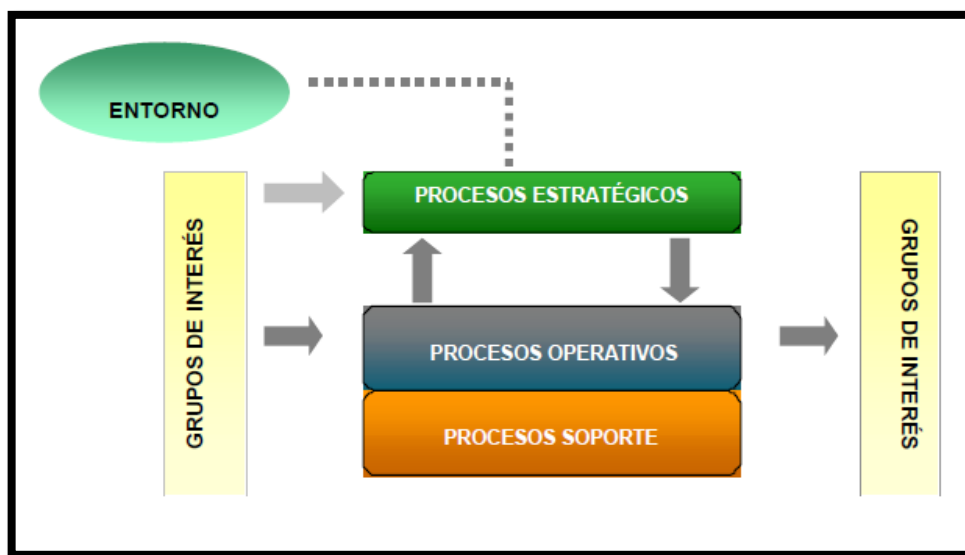 ENTORNO
GRUPOS DE INTERÉS
PROCESOS ESTRATÉGICOS
PROCESOS OPERATIVOS
PROCESOS SOPORTE
GRUPOS DE INTERÉS